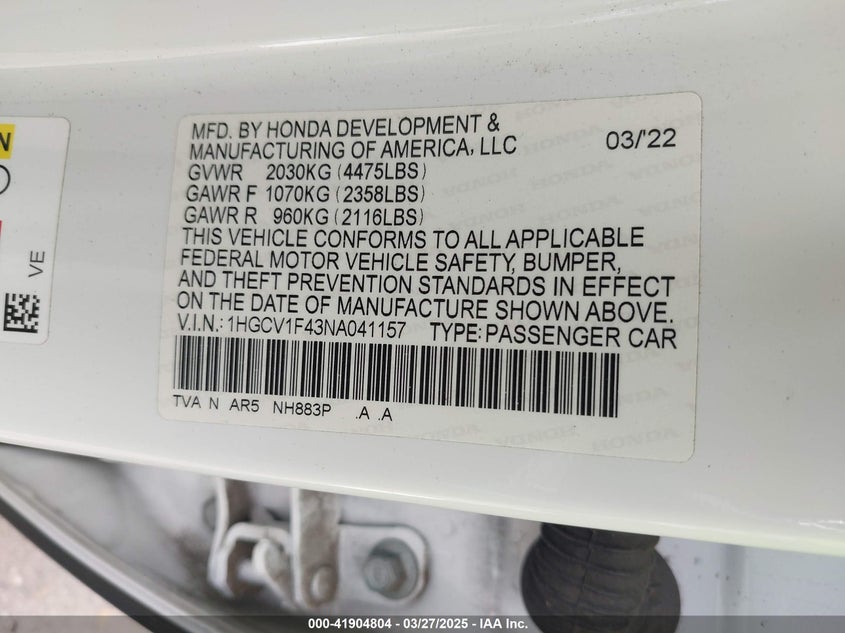 N
VE
MFD. BY HONDA DEVELOPMENT &
MANUFACTURING OF AMERICA, LLC 03/'22
GVWR 2030KG (4475LBS)
GAWR F 1070KG (2358LBS)
GAWR R 960KG (2116LBS)
THIS VEHICLE CONFORMS TO ALL APPLICABLE
FEDERAL MOTOR VEHICLE SAFETY, BUMPER,
AND THEFT PREVENTION STANDARDS IN EFFECT
ON THE DATE OF MANUFACTURE SHOWN ABOVE.
V.I.N.: 1HGCV1F43NA041157 TYPE: PASSENGER CAR
TVA N AR5 NH883P .A .A
000-41904804 - 03/27/2025 - IAA Inc.